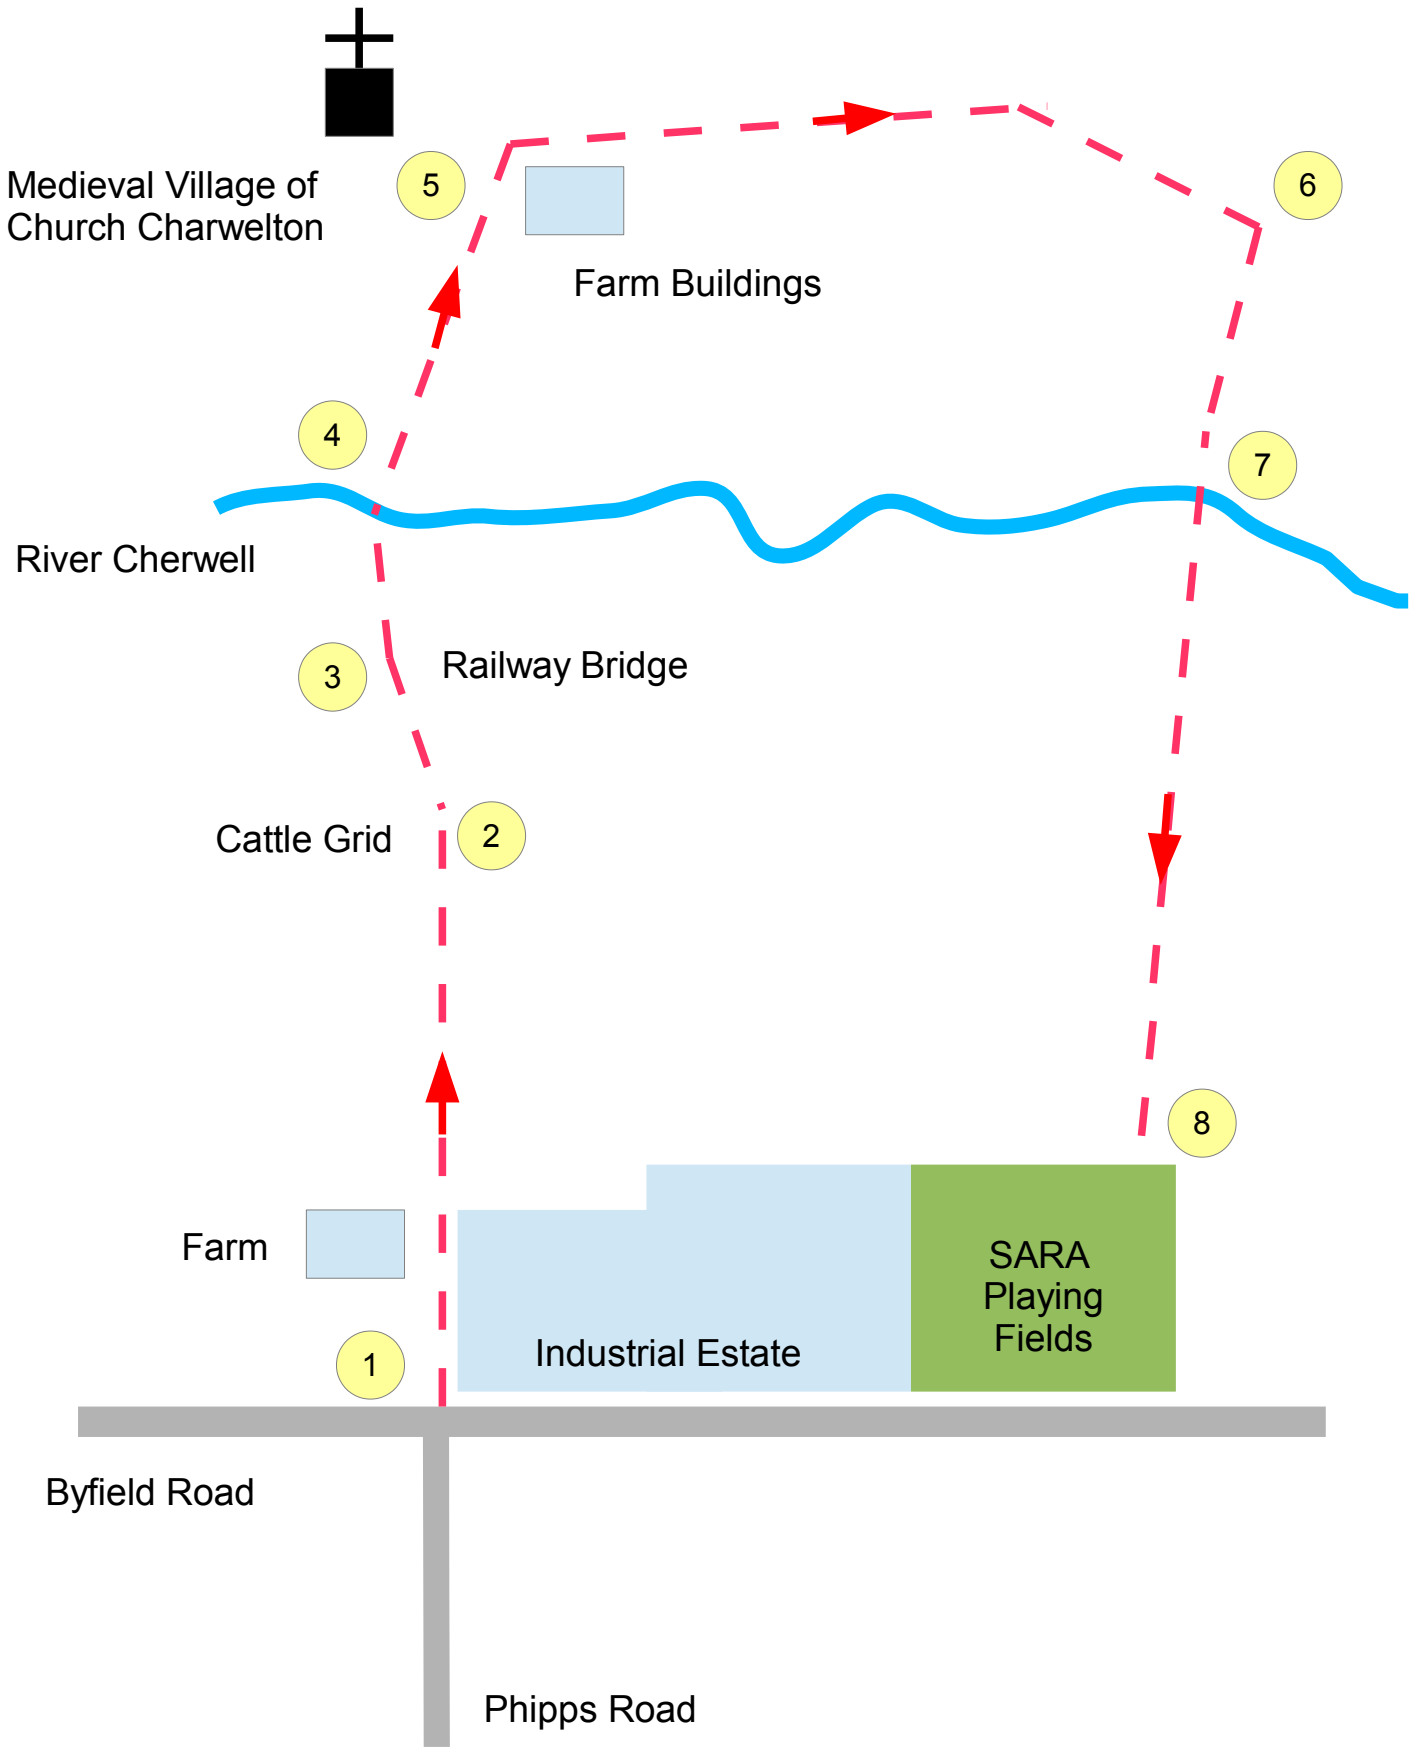 Medieval Village of
Church Charwelton
5
6
Farm Buildings
4
7
River Cherwell
3
Railway Bridge
Cattle Grid
2
8
Farm
SARA
Playing
Fields
1
Industrial Estate
Byfield Road
Phipps Road